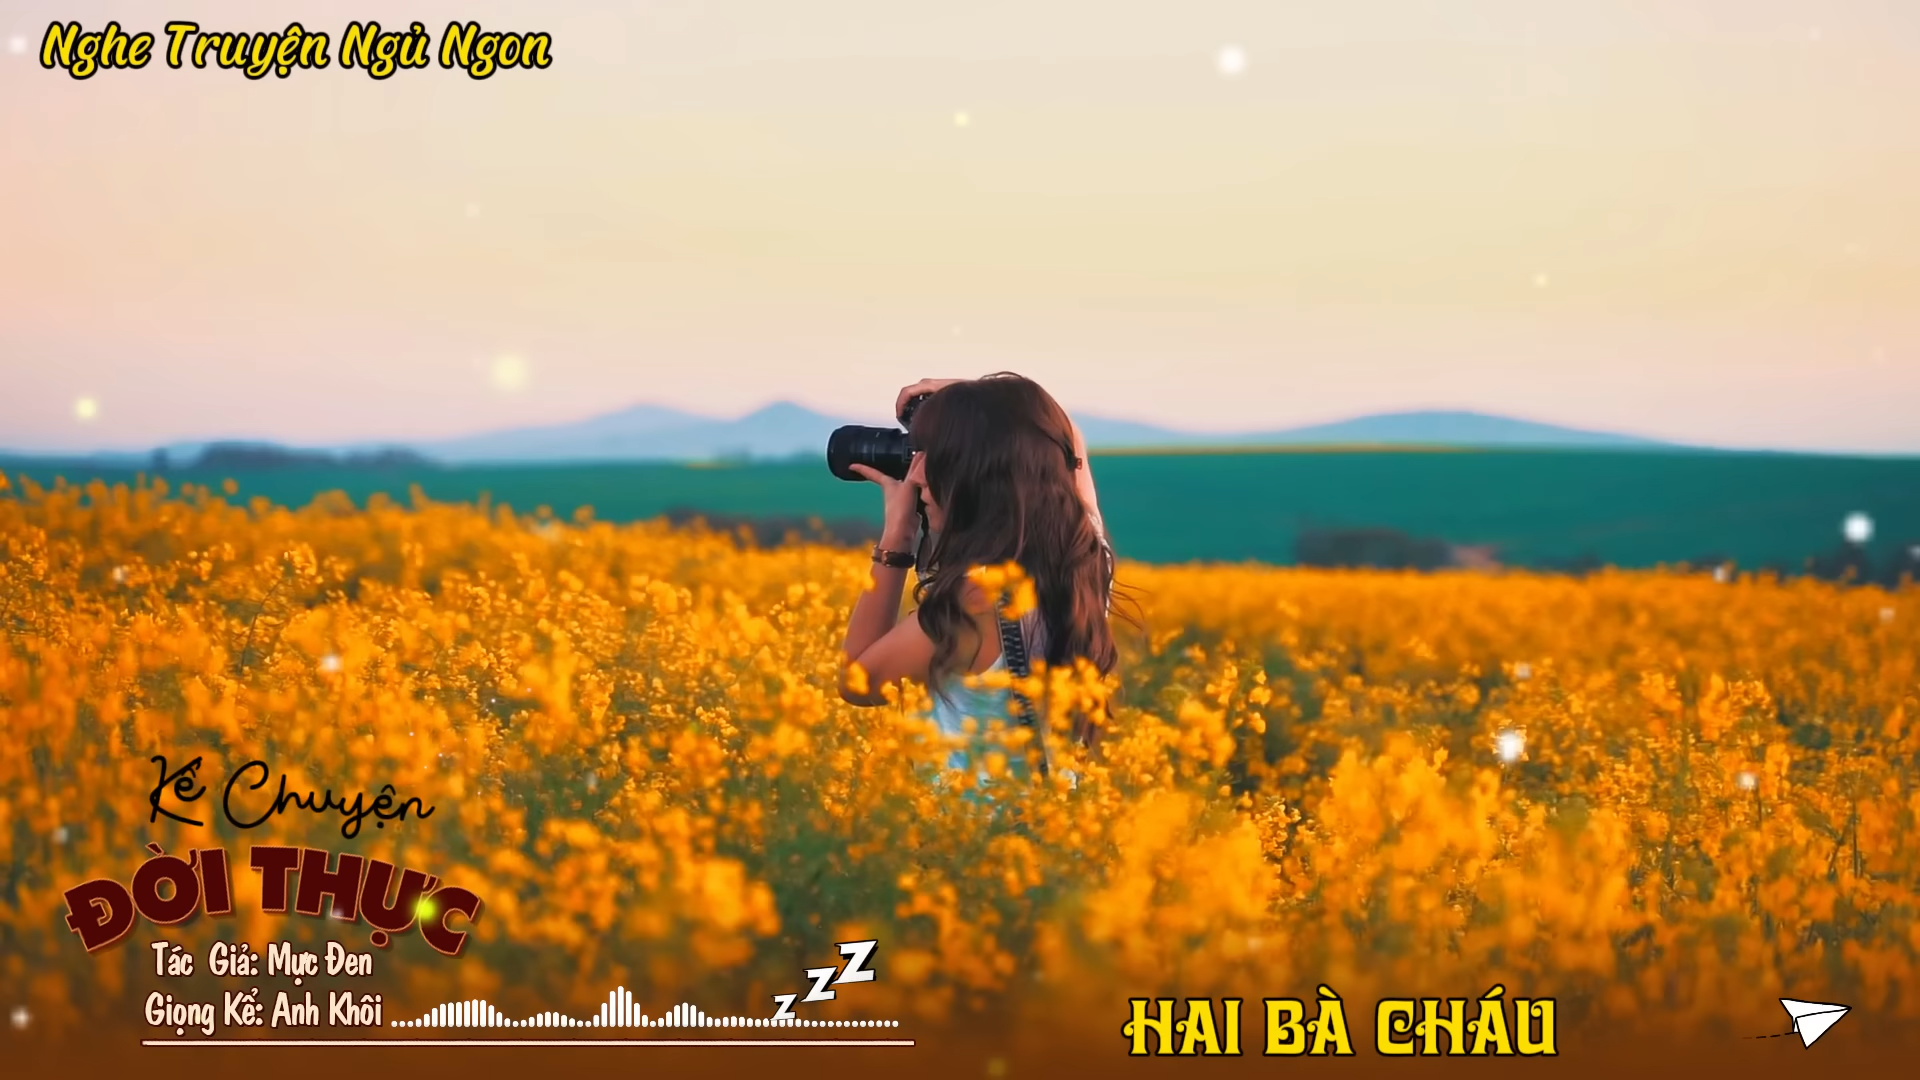 Nghe Truyện Ngủ Ngon
Kể Chuyện
ĐỜI THỰC
Tác Giả: Mực Đen
Giọng Kể: Anh Khôi
zzZ
HAI BÀ CHÁU